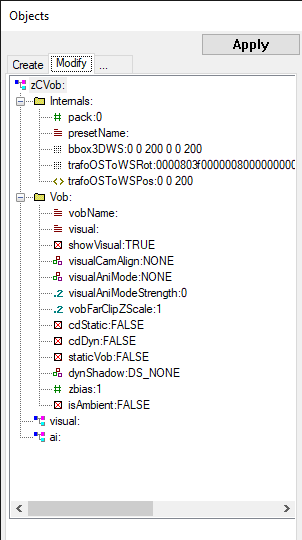 Objects
Apply
Create Modify ...
zCVob:
Internals:
pack:0
presetName:
bbox3DWS:0 0 200 0 0 200
trafoOSToWSRot:0000803f0000008000000000
trafoOSToWSPos:0 0 200
Vob:
vobName:
visual:
showVisual:TRUE
visualCamAlign:NONE
visualAniMode:NONE
visualAniModeStrength:0
vobFarClipZScale:1
cdStatic:FALSE
cdDyn:FALSE
staticVob:FALSE
dynShadow:DS_NONE
zbias:1
isAmbient:FALSE
visual:
ai: